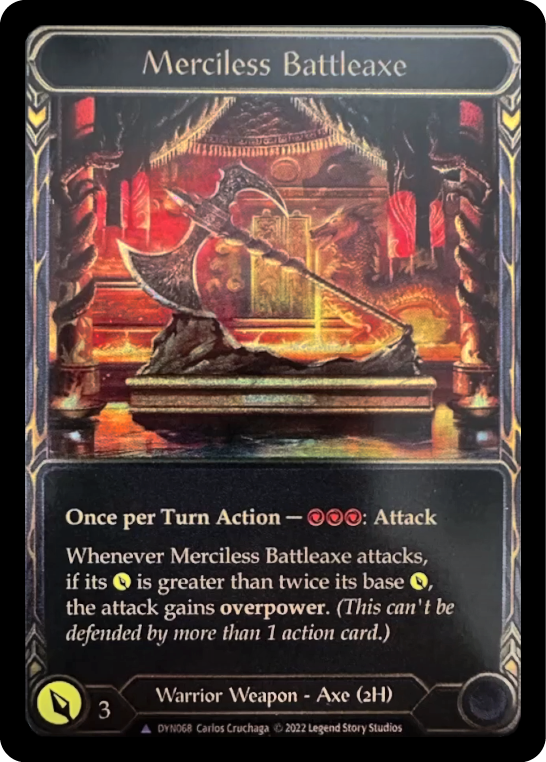 Merciless Battleaxe
Once per Turn Action — : Attack
Whenever Merciless Battleaxe attacks,
if its is greater than twice its base ,
the attack gains overpower. (This can't be
defended by more than 1 action card.)
3
Warrior Weapon - Axe (2H)
DYN068 Carlos Cruchaga © 2022 Legend Story Studios